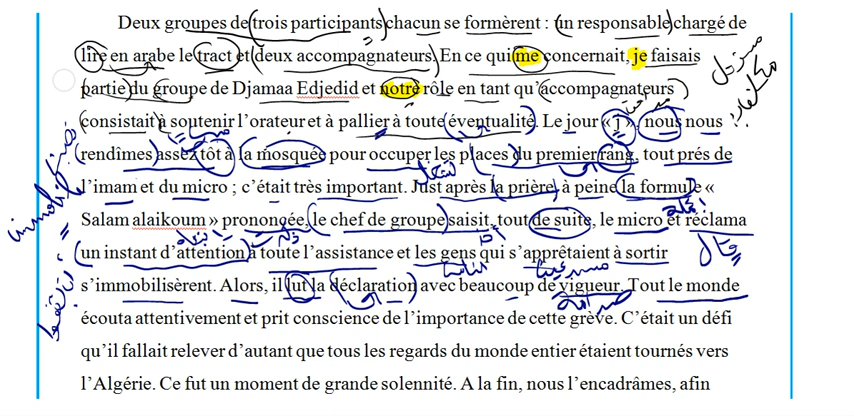 Deux groupes de trois participants chacun se formèrent : un responsable chargé de
lire en arabe le tract et deux accompagnateurs. En ce qui me concernait, je faisais
partie du groupe de Djamaa Edjedid et notre rôle en tant qu'accompagnateurs
consistait à soutenir l'orateur et à pallier à toute éventualité. Le jour « j » nous nous
rendîmes assez tôt à la mosquée pour occuper les places du premier rang, tout prés de
l'imam et du micro ; c'était très important. Just après la prière, à peine la formule «
Salam alaikoum » prononcée, le chef de groupe saisit, tout de suite, le micro et réclama
un instant d'attention à toute l'assistance et les gens qui s'apprêtaient à sortir
s'immobilisèrent. Alors, il lut la déclaration avec beaucoup de vigueur. Tout le monde
écouta attentivement et prit conscience de l'importance de cette grève. C'était un défi
qu'il fallait relever d'autant que tous les regards du monde entier étaient tournés vers
l'Algérie. Ce fut un moment de grande solennité. A la fin, nous l'encadrâmes, afin